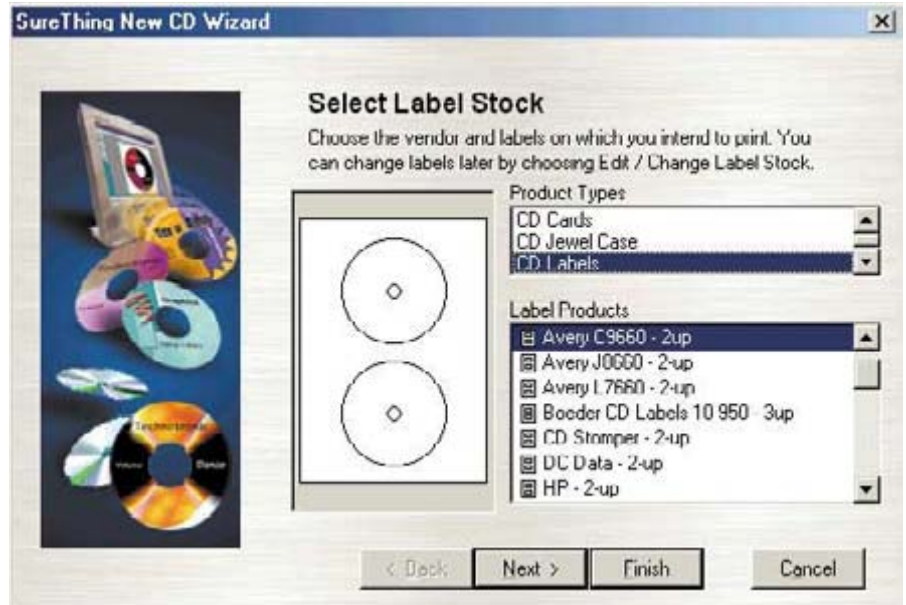 SureThing New CD Wizard
Select Label Stock
Choose the vendor and labels on which you intend to print. You
can change labels later by choosing Edit / Change Label Stock.
Product Types
CD Cards
CD Jewel Case
CD Labels
Label Products
Avery C9660 - 2up
Avery J8660 - 2-up
Avery L7660 - 2-up
Boeder CD Labels 10 950 - 3up
CD Stomper - 2-up
DC Data - 2-up
HP - 2-up
< Back
Next >
Finish
Cancel